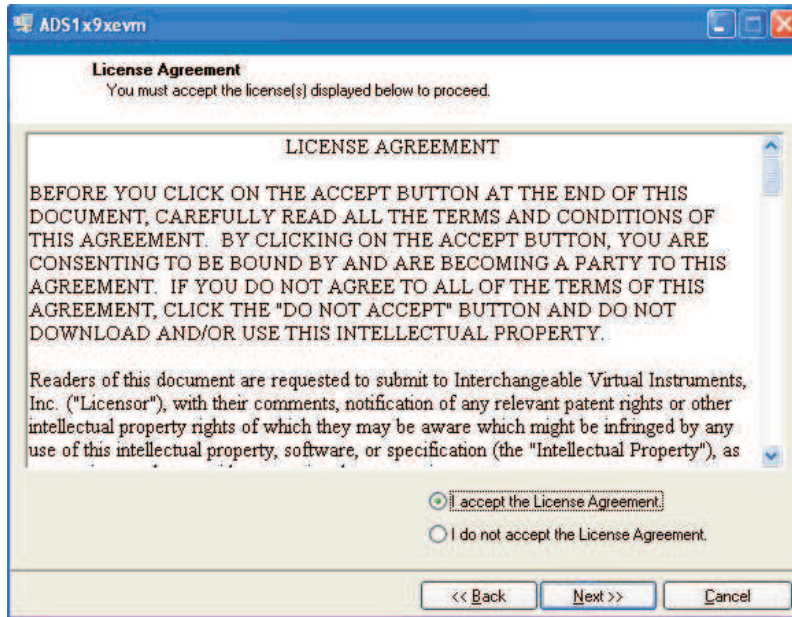 ADS1x9xevm
License Agreement
You must accept the license(s) displayed below to proceed.
LICENSE AGREEMENT
BEFORE YOU CLICK ON THE ACCEPT BUTTON AT THE END OF THIS
DOCUMENT, CAREFULLY READ ALL THE TERMS AND CONDITIONS OF
THIS AGREEMENT.  BY CLICKING ON THE ACCEPT BUTTON, YOU ARE
CONSENTING TO BE BOUND BY AND ARE BECOMING A PARTY TO THIS
AGREEMENT.  IF YOU DO NOT AGREE TO ALL OF THE TERMS OF THIS
AGREEMENT, CLICK THE "DO NOT ACCEPT" BUTTON AND DO NOT
DOWNLOAD AND/OR USE THIS INTELLECTUAL PROPERTY.
Readers of this document are requested to submit to Interchangeable Virtual Instruments,
Inc. ("Licensor"), with their comments, notification of any relevant patent rights or other
intellectual property rights of which they may be aware which might be infringed by any
use of this intellectual property, software, or specification (the "Intellectual Property"), as
I accept the License Agreement.
I do not accept the License Agreement.
<< Back
Next >>
Cancel